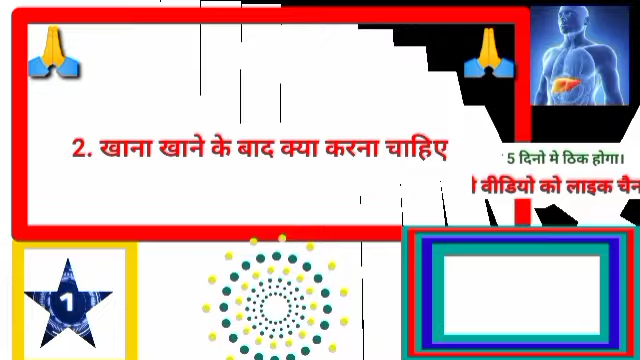 2. खाना खाने के बाद क्या करना चाहिए
5 दिनो मे ठिक होगा।
वीडियो को लाइक
1